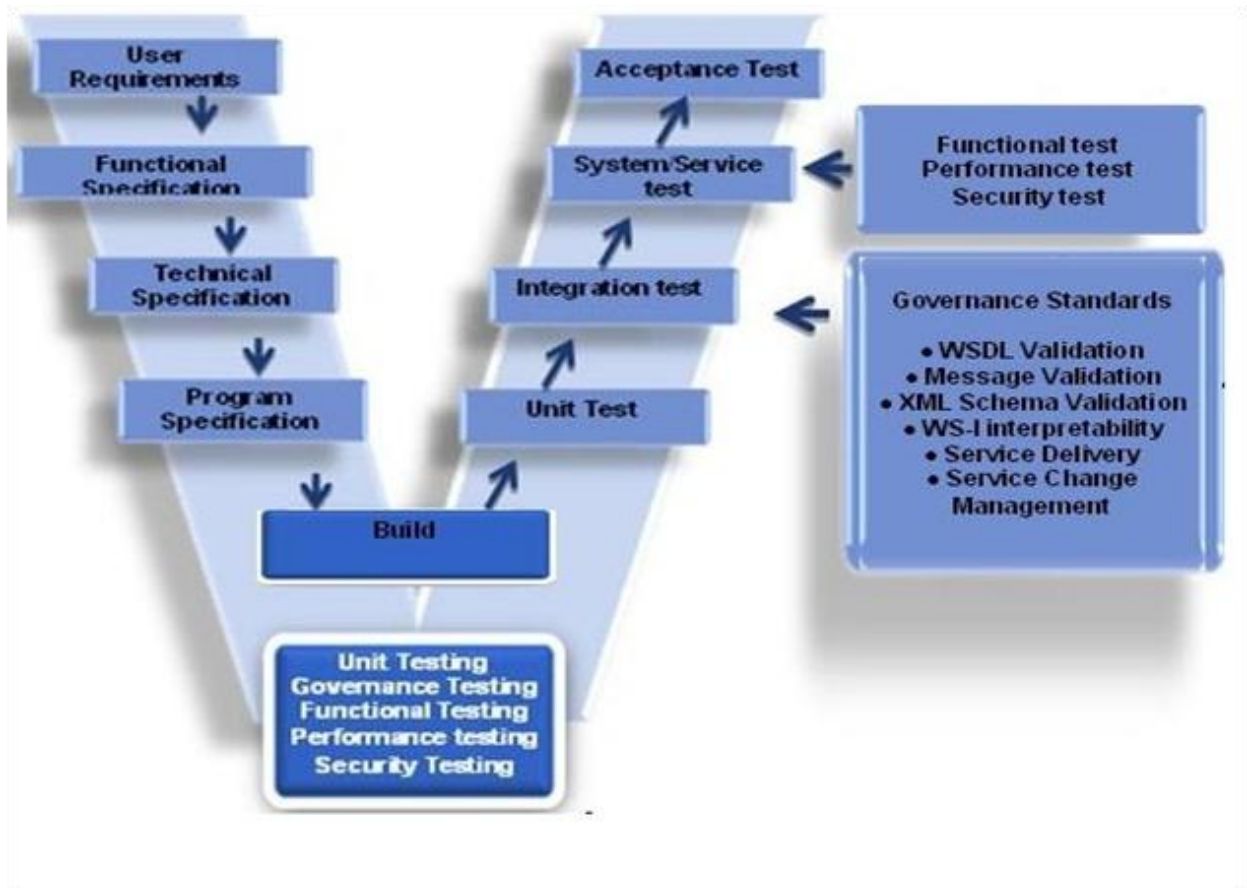 User
Requirements
Functional
Specification
Technical
Specification
Program
Specification
Build
Unit Testing
Governance Testing
Functional Testing
Performance testing
Security Testing
Acceptance Test
System/Service
test
Integration test
Unit Test
Functional test
Performance test
Security test
Governance Standards
• WSDL Validation
• Message Validation
• XML Schema Validation
• WS-I interpretability
• Service Delivery
• Service Change
Management